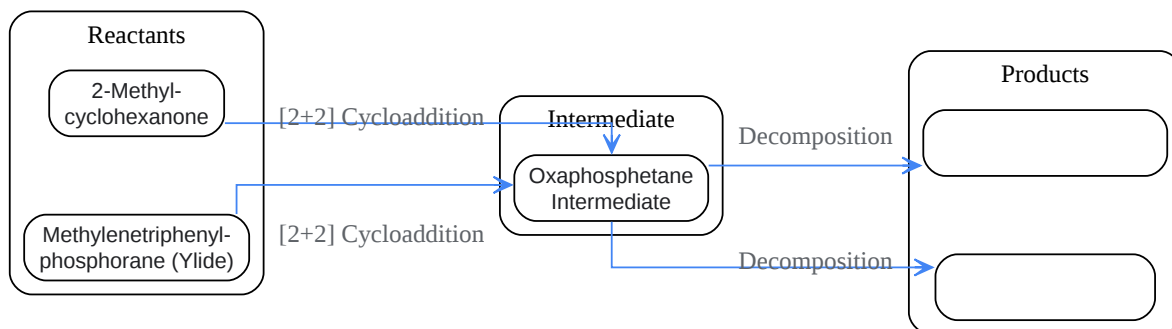 Reactants
2-Methyl-
cyclohexanone
Methylenetriphenyl-
phosphorane (Ylide)
[2+2] Cycloaddition
[2+2] Cycloaddition
Intermediate
Oxaphosphetane
Intermediate
Decomposition
Decomposition
Products